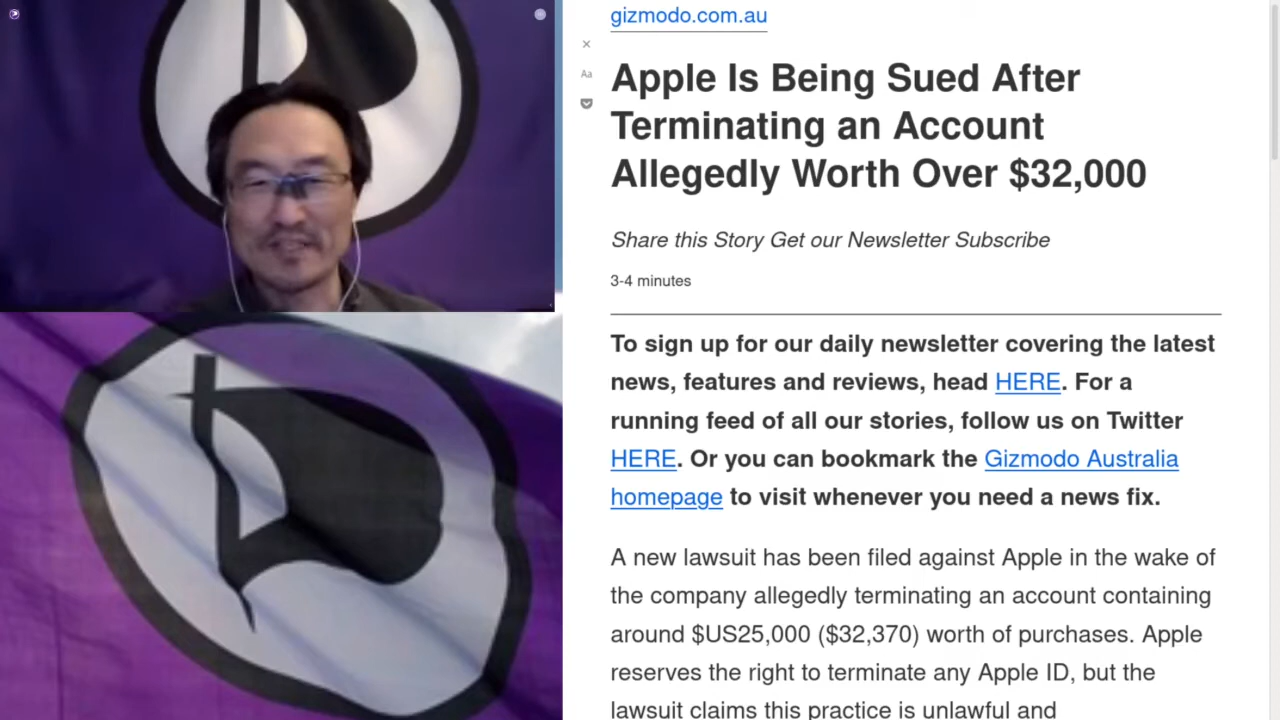 gizmodo.com.au
Apple Is Being Sued After
Terminating an Account
Allegedly Worth Over $32,000
Aa
Share this Story Get our Newsletter Subscribe
3-4 minutes
To sign up for our daily newsletter covering the latest
news, features and reviews, head HERE. For a
running feed of all our stories, follow us on Twitter
HERE. Or you can bookmark the Gizmodo Australia
homepage to visit whenever you need a news fix.
A new lawsuit has been filed against Apple in the wake of
the company allegedly terminating an account containing
around $US25,000 ($32,370) worth of purchases. Apple
reserves the right to terminate any Apple ID, but the
lawsuit claims this practice is unlawful and